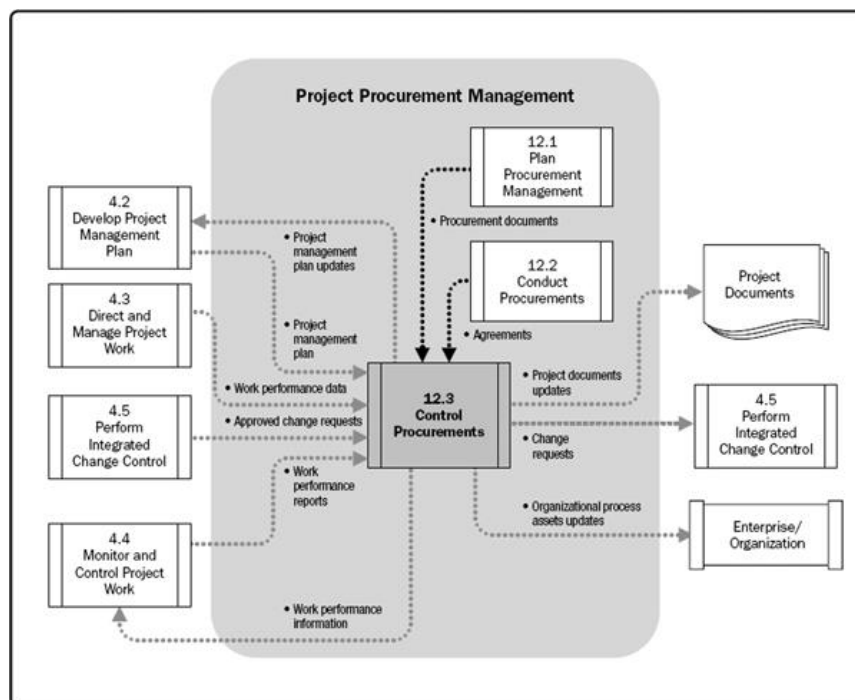 Project Procurement Management
12.1
Plan
Procurement
Management
• Procurement documents
4.2
Develop Project
Management
Plan
• Project
management
plan updates
12.2
Conduct
Procurements
• Agreements
Project
Documents
4.3
Direct and
Manage Project
Work
• Project
management
plan
• Work performance data
12.3
Control
Procurements
• Project documents
updates
4.5
Perform
Integrated
Change Control
• Approved change requests
• Change
requests
4.5
Perform
Integrated
Change Control
• Work
performance
reports
• Organizational process
assets updates
Enterprise/
Organization
4.4
Monitor and
Control Project
Work
• Work performance
information